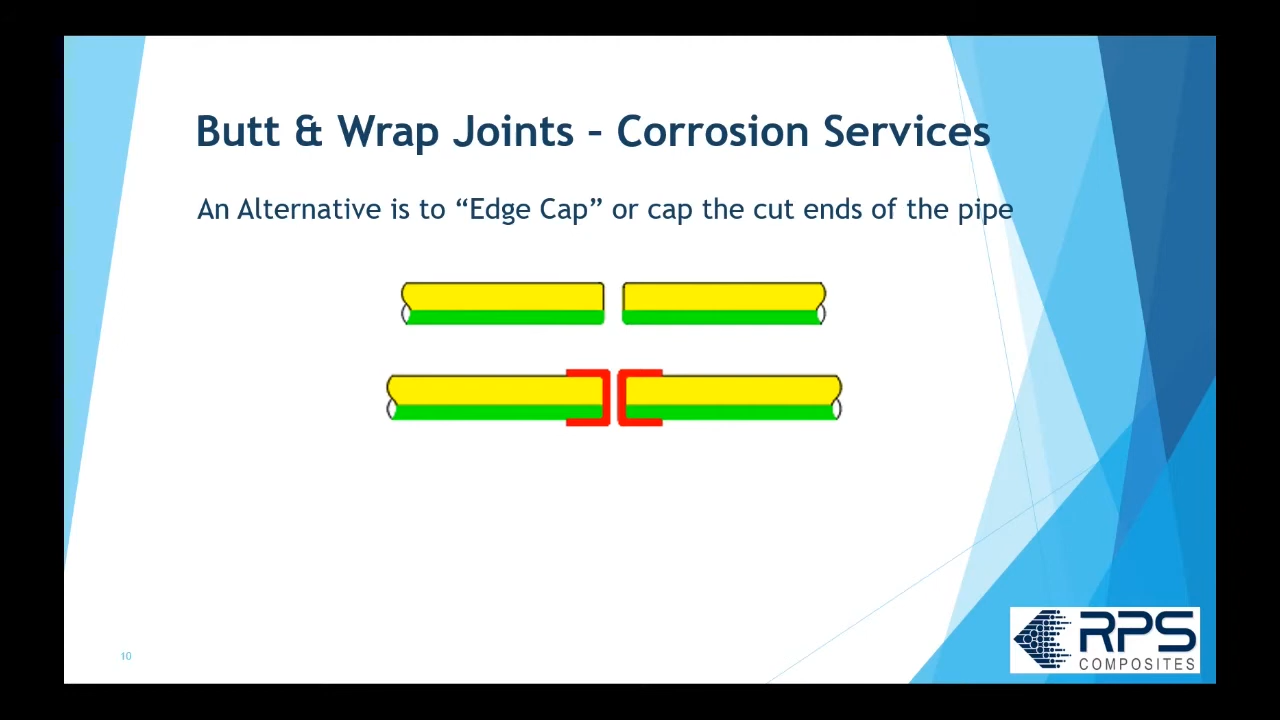 Butt & Wrap Joints – Corrosion Services
An Alternative is to “Edge Cap” or cap the cut ends of the pipe
10
RPS
COMPOSITES